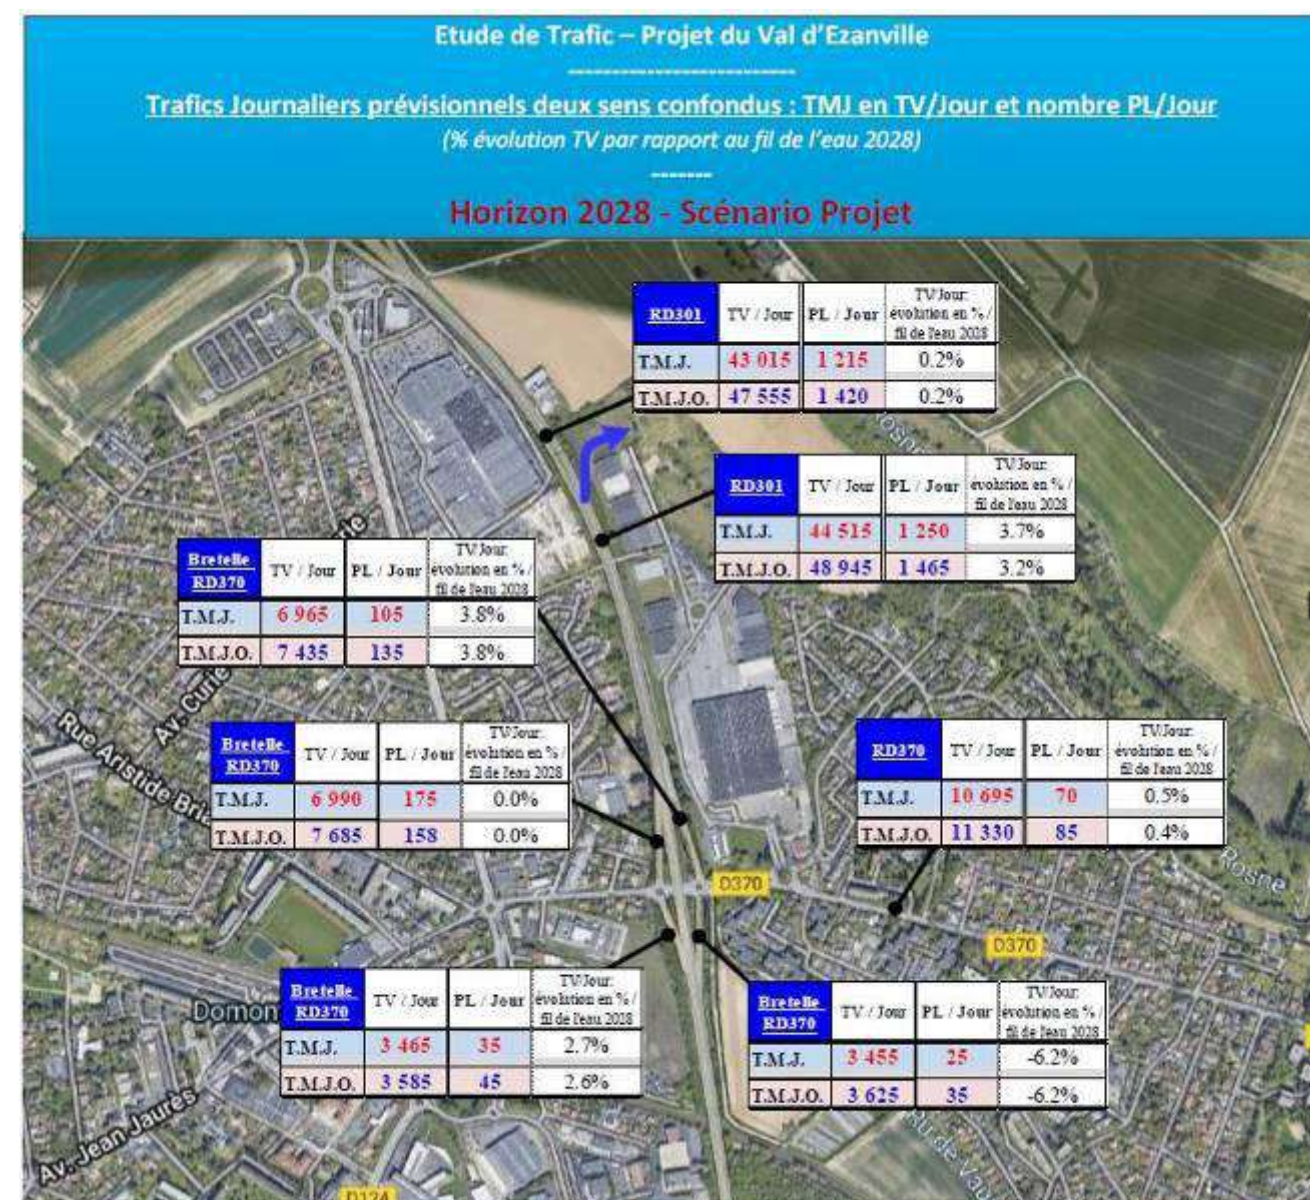 Etude de Trafic – Projet du Val d'Ezanville
--------------------------
Trafics Journaliers prévisionnels deux sens confondus : TMJ en TV/Jour et nombre PL/Jour
(% évolution TV par rapport au fil de l'eau 2028)
-------
Horizon 2028 - Scénario Projet
RD301 TV / Jour PL / Jour TV/Jour: évolution en % / fil de l'eau 2028
T.M.J. 43 015 1 215 0.2%
T.M.J.O. 47 555 1 420 0.2%
RD301 TV / Jour PL / Jour TV/Jour: évolution en % / fil de l'eau 2028
T.M.J. 44 515 1 250 3.7%
T.M.J.O. 48 945 1 465 3.2%
Bretelle RD370 TV / Jour PL / Jour TV/Jour: évolution en % / fil de l'eau 2028
T.M.J. 6 965 105 3.8%
T.M.J.O. 7 435 135 3.8%
Av. Curie
Rue Aristide
Bretelle RD370 TV / Jour PL / Jour TV/Jour: évolution en % / fil de l'eau 2028
T.M.J. 6 990 175 0.0%
T.M.J.O. 7 685 158 0.0%
RD370 TV / Jour PL / Jour TV/Jour: évolution en % / fil de l'eau 2028
T.M.J. 10 695 70 0.5%
T.M.J.O. 11 330 85 0.4%
Rosne
D370
D370
Bretelle RD370 TV / Jour PL / Jour TV/Jour: évolution en % / fil de l'eau 2028
T.M.J. 3 465 35 2.7%
T.M.J.O. 3 585 45 2.6%
Domon
Bretelle RD370 TV / Jour PL / Jour TV/Jour: évolution en % / fil de l'eau 2028
T.M.J. 3 455 25 -6.2%
T.M.J.O. 3 625 35 -6.2%
Av. Jean Jaurès
D124